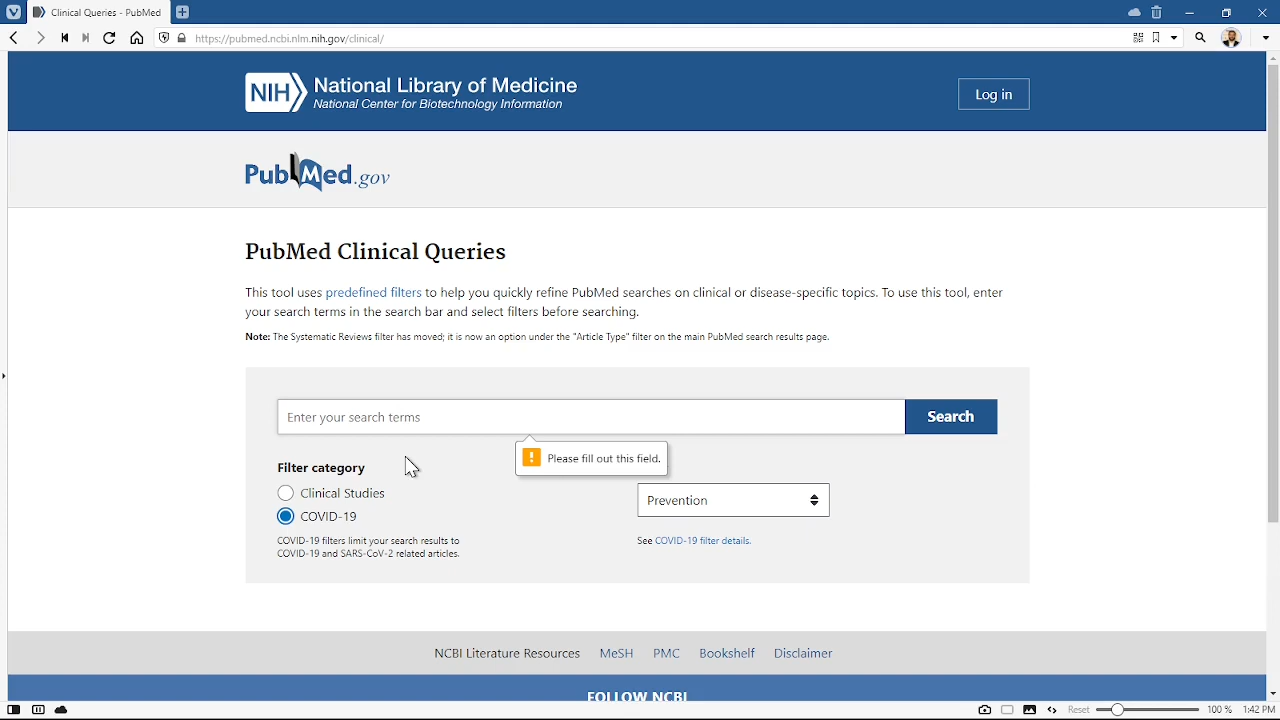 Clinical Queries - PubMed
https://pubmed.ncbi.nlm.nih.gov/clinical/
NIH National Library of Medicine
National Center for Biotechnology Information
Log in
PubMed.gov
PubMed Clinical Queries
This tool uses predefined filters to help you quickly refine PubMed searches on clinical or disease-specific topics. To use this tool, enter
your search terms in the search bar and select filters before searching.
Note: The Systematic Reviews filter has moved; it is now an option under the "Article Type" filter on the main PubMed search results page.
Enter your search terms
Search
Please fill out this field.
Filter category
Clinical Studies
COVID-19
Prevention
COVID-19 filters limit your search results to
COVID-19 and SARS-CoV-2 related articles.
See COVID-19 filter details.
NCBI Literature Resources MeSH PMC Bookshelf Disclaimer
FOLLOW NCBI
Reset 100 % 1:42 PM